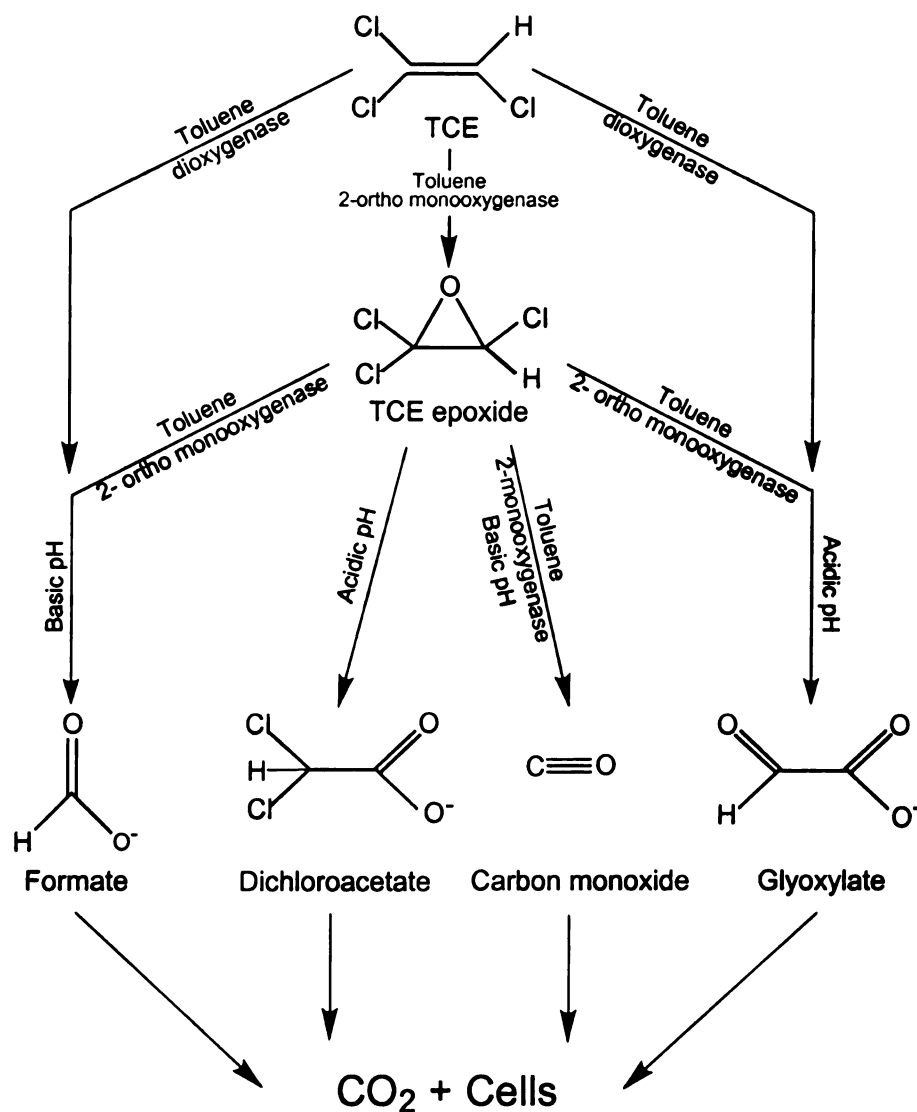 Cl
H
Cl
Cl
TCE
Toluene
dioxygenase
Toluene
dioxygenase
Toluene
2-ortho monooxygenase
O
Cl
Cl
Cl
H
TCE epoxide
Toluene
2- ortho monooxygenase
Toluene
2- ortho monooxygenase
Basic pH
Acidic pH
Toluene
2-monooxygenase
Basic pH
Acidic pH
O
H
O-
Formate
Cl
H
Cl
O
O-
Dichloroacetate
C
O
Carbon monoxide
O
O
H
O-
Glyoxylate
CO2 + Cells